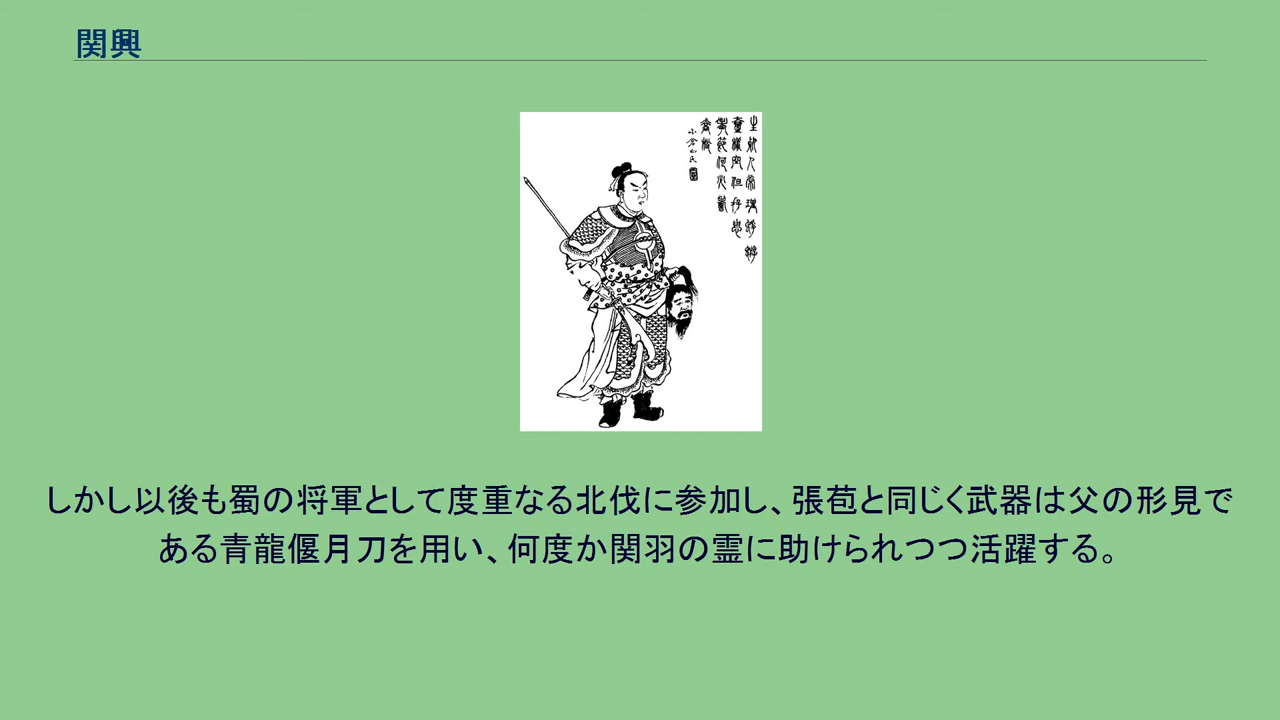 関興
しかし以後も蜀の将軍として度重なる北伐に参加し、張苞と同じく武器は父の形見で
ある青龍偃月刀を用い、何度か関羽の霊に助けられつつ活躍する。